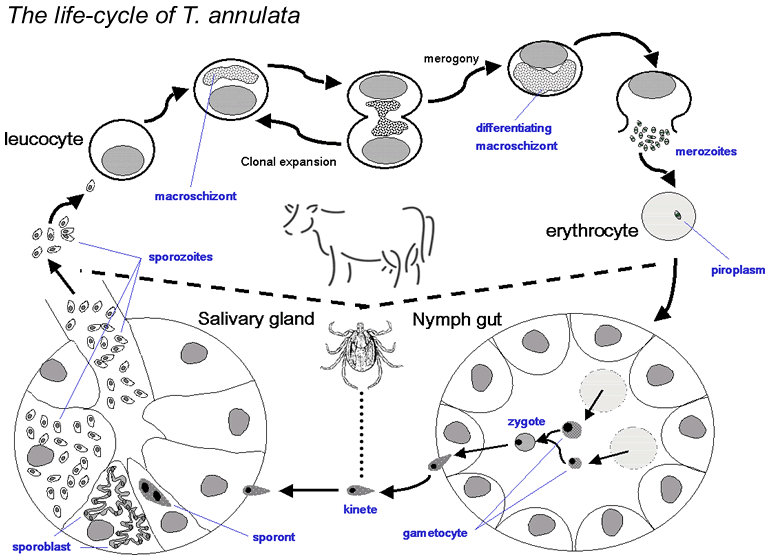 The life-cycle of T. annulata
merogony
leucocyte
differentiating
macroschizont
Clonal expansion
merozoites
macroschizont
erythrocyte
sporozoites
piroplasm
Salivary gland
Nymph gut
zygote
kinete
gametocyte
sporont
sporoblast